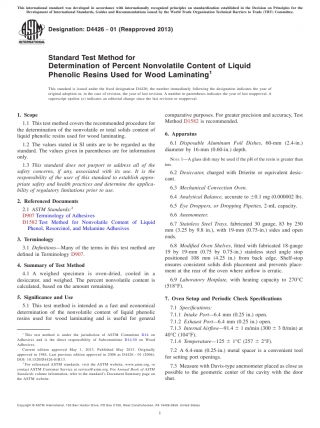 This international standard was developed in accordance with internationally recognized principles on standardization established in the Decision on Principles for the
Development of International Standards, Guides and Recommendations issued by the World Trade Organization Technical Barriers to Trade (TBT) Committee.
Designation: D4426 − 01 (Reapproved 2013)
Standard Test Method for
Determination of Percent Nonvolatile Content of Liquid
Phenolic Resins Used for Wood Laminating1
This standard is issued under the fixed designation D4426; the number immediately following the designation indicates the year of
original adoption or, in the case of revision, the year of last revision. A number in parentheses indicates the year of last reapproval. A
superscript epsilon (´) indicates an editorial change since the last revision or reapproval.
1. Scope
1.1 This test method covers the recommended procedure for
the determination of the nonvolatile or total solids content of
liquid phenolic resins used for wood laminating.
1.2 The values stated in SI units are to be regarded as the
standard. The values given in parentheses are for information
only.
1.3 This standard does not purport to address all of the
safety concerns, if any, associated with its use. It is the
responsibility of the user of this standard to establish appro-
priate safety and health practices and determine the applica-
bility of regulatory limitations prior to use.
2. Referenced Documents
2.1 ASTM Standards:2
D907 Terminology of Adhesives
D1582 Test Method for Nonvolatile Content of Liquid
Phenol, Resorcinol, and Melamine Adhesives
3. Terminology
3.1 Definitions—Many of the terms in this test method are
defined in Terminology D907.
4. Summary of Test Method
4.1 A weighed specimen is oven-dried, cooled in a
desiccator, and weighed. The percent nonvolatile content is
calculated, based on the amount remaining.
5. Significance and Use
5.1 This test method is intended as a fast and economical
determination of the nonvolatile content of liquid phenolic
resins used for wood laminating and is useful for general
1 This test method is under the jurisdiction of ASTM Committee D14 on
Adhesives and is the direct responsibility of Subcommittee D14.30 on Wood
Adhesives.
Current edition approved May 1, 2013. Published May 2013. Originally
approved in 1984. Last previous edition approved in 2006 as D4426 – 01 (2006).
DOI: 10.1520/D4426-01R13.
2 For referenced ASTM standards, visit the ASTM website, www.astm.org, or
contact ASTM Customer Service at service@astm.org. For Annual Book of ASTM
Standards volume information, refer to the standard's Document Summary page on
the ASTM website.
comparative purposes. For greater precision and accuracy, Test
Method D1582 is recommended.
6. Apparatus
6.1 Disposable Aluminum Foil Dishes, 60-mm (2.4-in.)
diameter by 16-mm (0.60-in.) depth.
NOTE 1—A glass dish may be used if the pH of the resin is greater than
ten.
6.2 Desiccator, charged with Drierite or equivalent desic-
cant.
6.3 Mechanical Convection Oven.
6.4 Analytical Balance, accurate to ±0.1 mg (0.000002 lb).
6.5 Eye Droppers, or Dropping Pipettes, 2-mL capacity.
6.6 Anemometer.
6.7 Stainless Steel Trays, fabricated 30 gauge, 83 by 250
mm (3.25 by 9.8 in.), with 19-mm (0.75-in.) sides and open
ends.
6.8 Modified Oven Shelves, fitted with fabricated 18-gauge
19 by 19-mm (0.75 by 0.75-in.) stainless steel angle stop
positioned 108 mm (4.25 in.) from back edge. Shelf-stop
ensures consistent solids dish placement and prevents place-
ment at the rear of the oven where airflow is erratic.
6.9 Laboratory Hotplate, with heating capacity to 270°C
(518°F).
7. Oven Setup and Periodic Check Specifications
7.1 Specifications:
7.1.1 Intake Port—6.4 mm (0.25 in.) open.
7.1.2 Exhaust Port—6.4 mm (0.25 in.) open.
7.1.3 Internal Airflow—91.4 ± 1 m/min (300 ± 3 ft/min) at
40°C (104°F).
7.1.4 Temperature—125 ± 1°C (257 ± 2°F).
7.2 A 6.4-mm (0.25-in.) metal spacer is a convenient tool
for setting port openings.
7.3 Measure with Davis-type anemometer placed as close as
possible to the geometric center of the cavity with the door
shut.
Copyright © ASTM International, 100 Barr Harbor Drive, PO Box C700, West Conshohocken, PA 19428-2959. United States
1